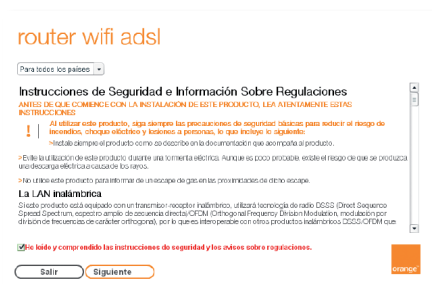 router wifi adsl
Para todos los países
Instrucciones de Seguridad e Información Sobre Regulaciones
ANTES DE QUE COMIENCE CON LA INSTALACIÓN DE ESTE PRODUCTO, LEA ATENTAMENTE ESTAS
INSTRUCCIONES:
! Al utilizar este producto, siga siempre las precauciones de seguridad básicas para reducir el riesgo de
incendios, choque eléctrico y lesiones a personas, lo que incluye lo siguiente:
>Instale siempre el producto como se describe en la documentación que acompaña al producto.
>Evite la utilización de este producto durante una tormenta eléctrica. Aunque es poco probable, existe el riesgo de que se produzca
una descarga eléctrica a causa de los rayos.
>No utilice este producto para informar de un escape de gas en las proximidades de dicho escape.
La LAN inalámbrica
Si este producto está equipado con un transmisor-receptor inalámbrico, utilizará tecnología de radio DSSS (Direct Sequence
Spread Spectrum, espectro amplio de secuencia directa)/OFDM (Orthogonal Frequency Division Modulation, modulación por
división de frecuencias de carácter ortogonal), por lo que es interoperable con otros productos inalámbricos DSSS/OFDM que
He leído y comprendido las instrucciones de seguridad y los avisos sobre regulaciones.
Salir
Siguiente
orange